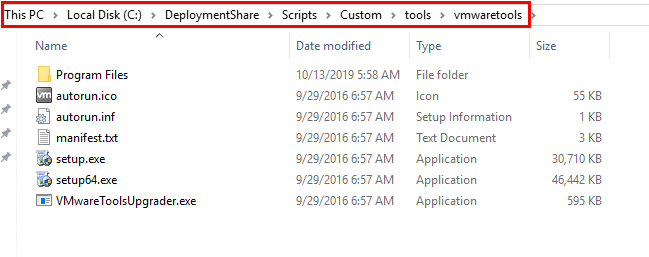 This PC > Local Disk (C:) > DeploymentShare > Scripts > Custom > tools > vmwaretools >
Name Date modified Type Size
Program Files 10/13/2019 5:58 AM File folder
vm autorun.ico 9/29/2016 6:57 AM Icon 55 KB
autorun.inf 9/29/2016 6:57 AM Setup Information 1 KB
manifest.txt 9/29/2016 6:57 AM Text Document 3 KB
setup.exe 9/29/2016 6:57 AM Application 30,710 KB
setup64.exe 9/29/2016 6:57 AM Application 46,442 KB
VMwareToolsUpgrader.exe 9/29/2016 6:57 AM Application 595 KB